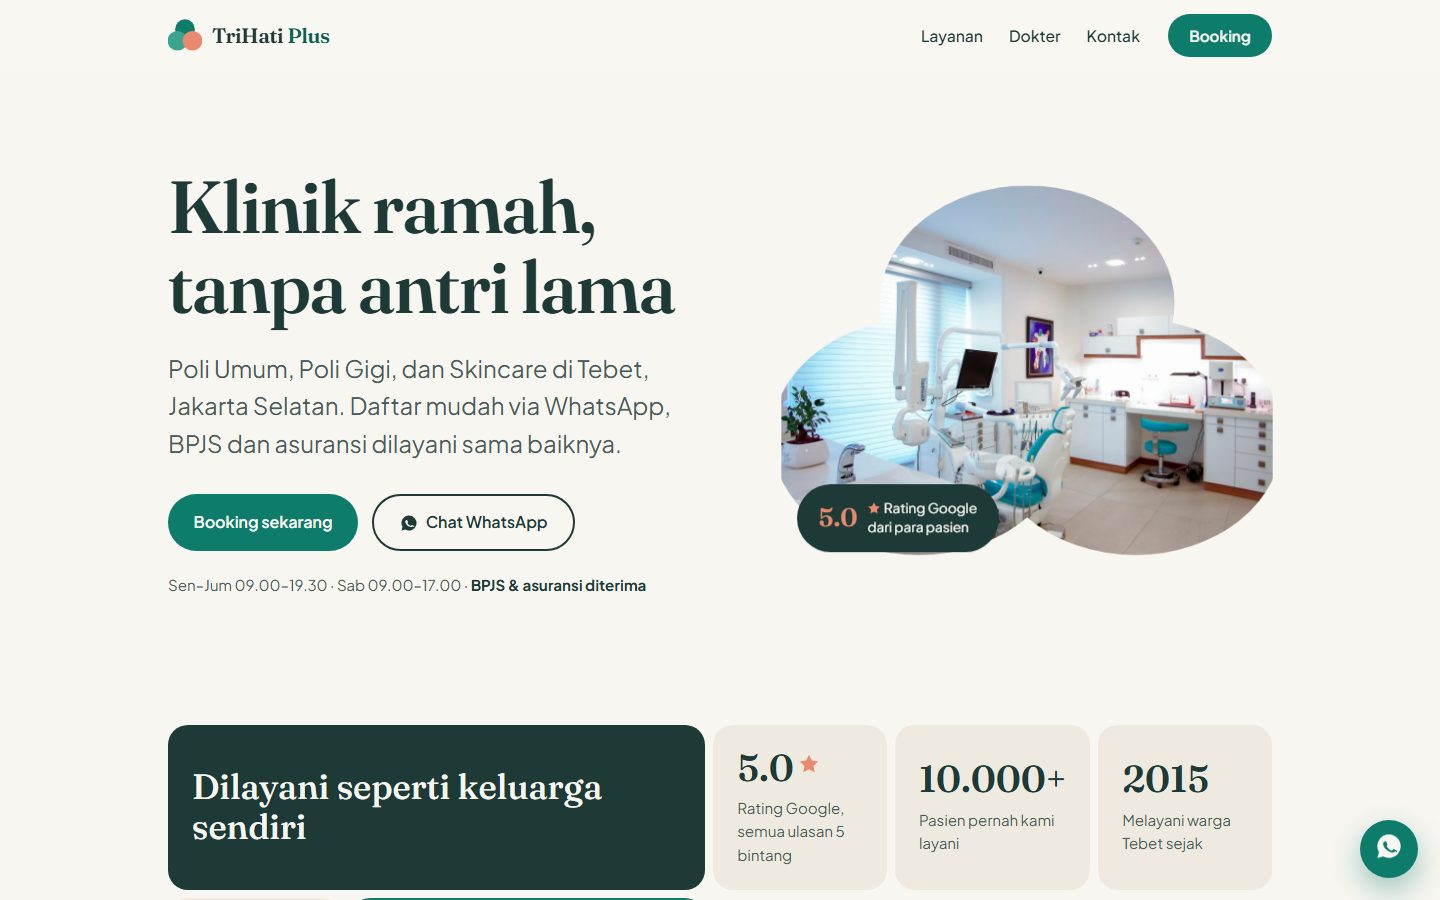 TriHati Plus
Layanan
Dokter
Kontak
Booking
Klinik ramah,
tanpa antri lama
Poli Umum, Poli Gigi, dan Skincare di Tebet,
Jakarta Selatan. Daftar mudah via WhatsApp,
BPJS dan asuransi dilayani sama baiknya.
Booking sekarang
Chat WhatsApp
Sen–Jum 09.00–19.30 · Sab 09.00–17.00 · BPJS & asuransi diterima
5.0
★ Rating Google
dari para pasien
Dilayani seperti keluarga
sendiri
5.0 ★
Rating Google,
semua ulasan 5
bintang
10.000+
Pasien pernah kami
layani
2015
Melayani warga
Tebet sejak